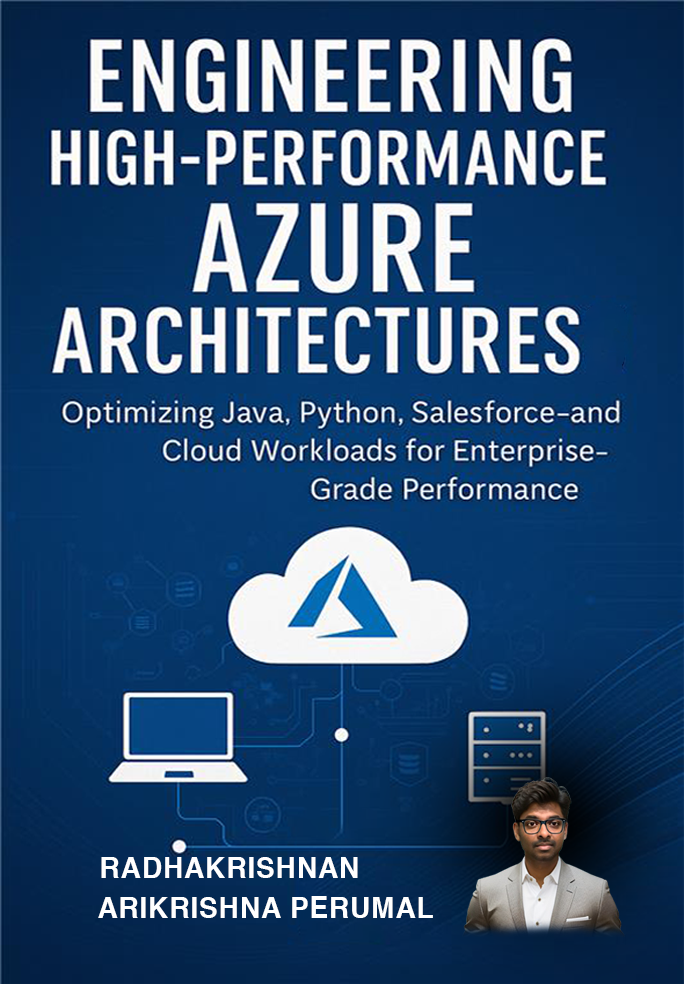 ENGINEERING
HIGH-PERFORMANCE
AZURE
ARCHITECTURES
Optimizing Java, Python, Salesforce-and
Cloud Workloads for Enterprise-
Grade Performance
RADHAKRISHNAN
ARIKRISHNA PERUMAL